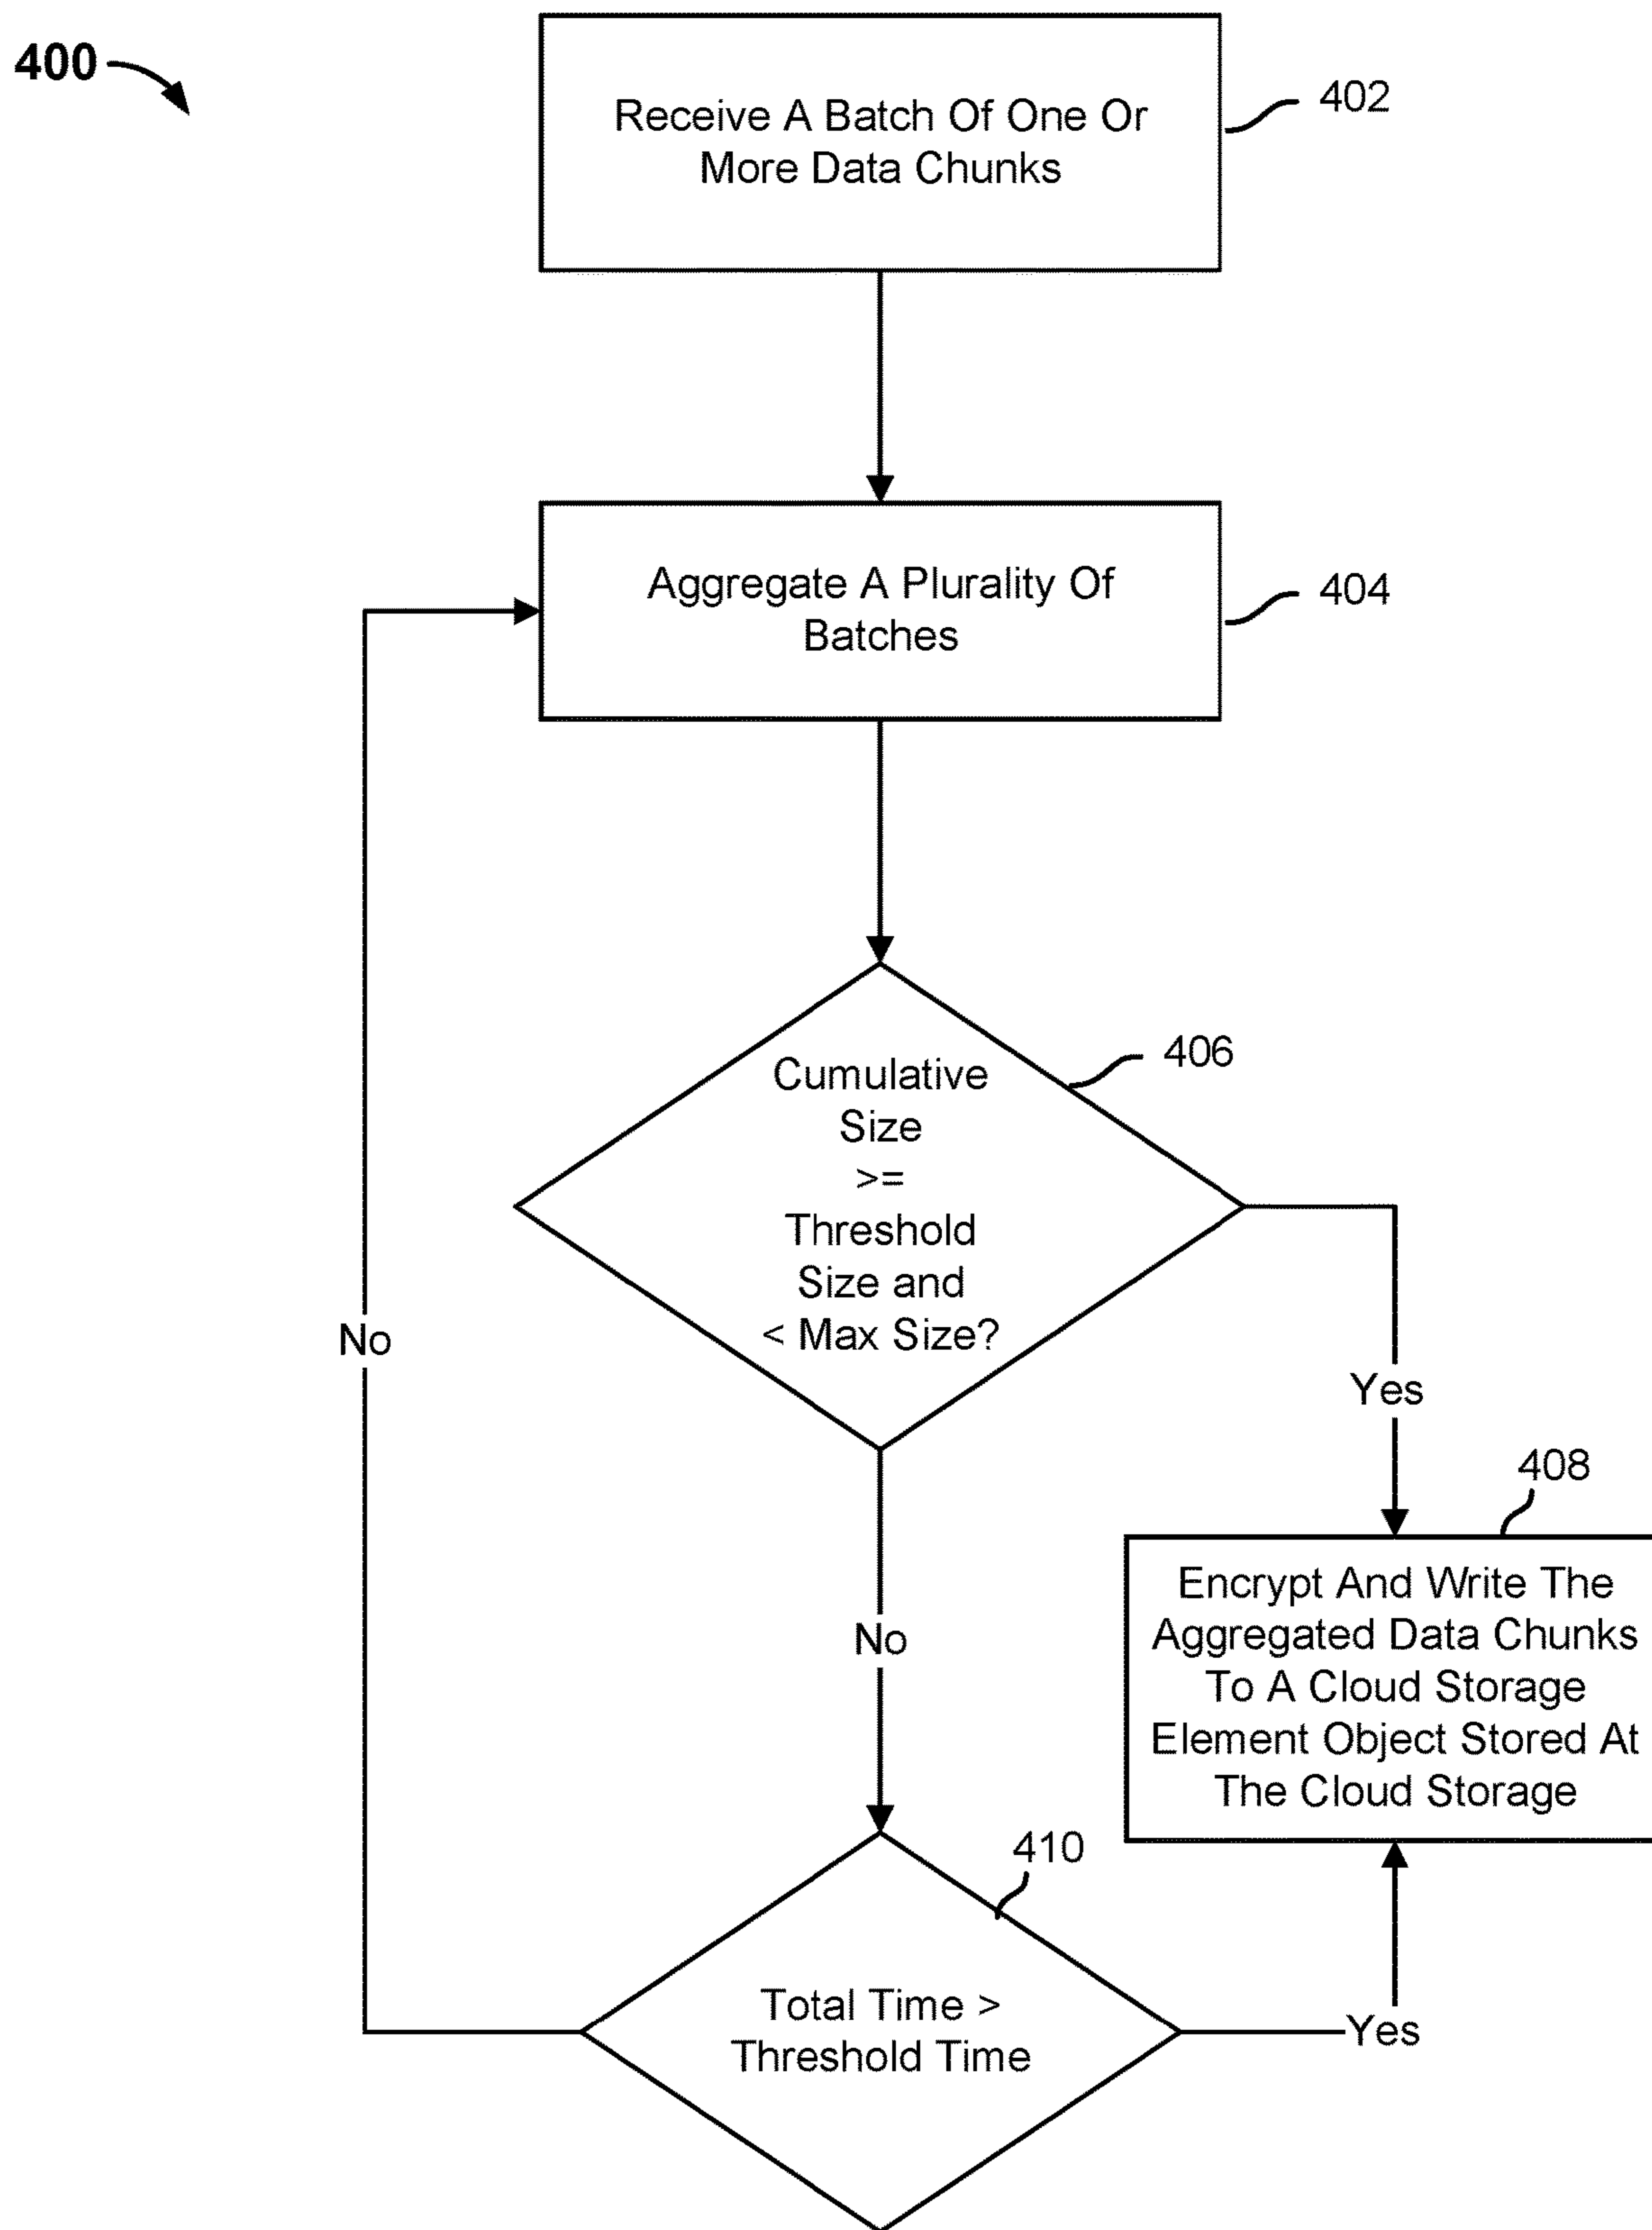 400
Receive A Batch Of One Or
More Data Chunks
402
Aggregate A Plurality Of
Batches
404
Cumulative
Size
>=
Threshold
Size and
< Max Size?
406
No
Yes
408
No
Encrypt And Write The
Aggregated Data Chunks
To A Cloud Storage
Element Object Stored At
The Cloud Storage
410
Total Time >
Threshold Time
Yes